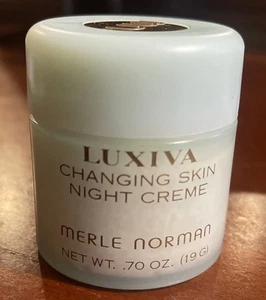 LUXIVA
CHANGING SKIN
NIGHT CREME
MERLE NORMAN
NET WT. .70 OZ. (19 G)